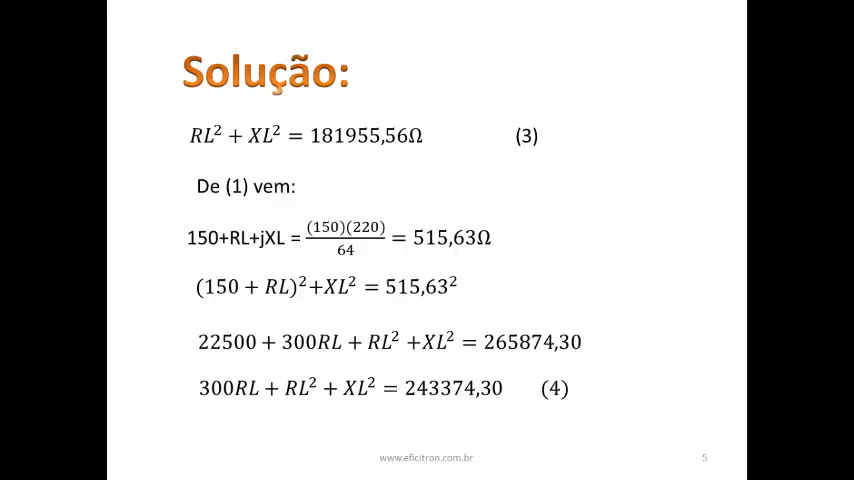 Solução:
RL² + XL² = 181955,56Ω (3)
De (1) vem:
150+RL+jXL = (150)(220)/64 = 515,63Ω
(150 + RL)²+XL² = 515,63²
22500 + 300RL + RL² +XL² = 265874,30
300RL + RL² + XL² = 243374,30 (4)
www.eficitron.com.br 5